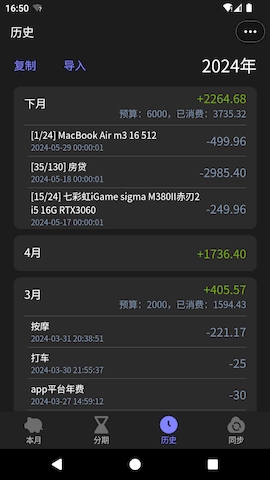 16:50
历史
复制 导入 2024年
下月 +2264.68
预算：6000，已消费：3735.32
[1/24] MacBook Air m3 16 512
2024-05-29 00:00:01 -499.96
[35/130] 房贷
2024-05-18 00:00:01 -2985.40
[15/24] 七彩虹iGame sigma M380II赤刃2
i5 16G RTX3060 -249.96
2024-05-17 00:00:01
4月 +1736.40
3月 +405.57
预算：2000，已消费：1594.43
按摩
2024-03-31 20:38:51 -221.17
打车
2024-03-30 21:55:37 -25
app平台年费
2024-03-27 14:59:12 -30
本月 分期 历史 同步